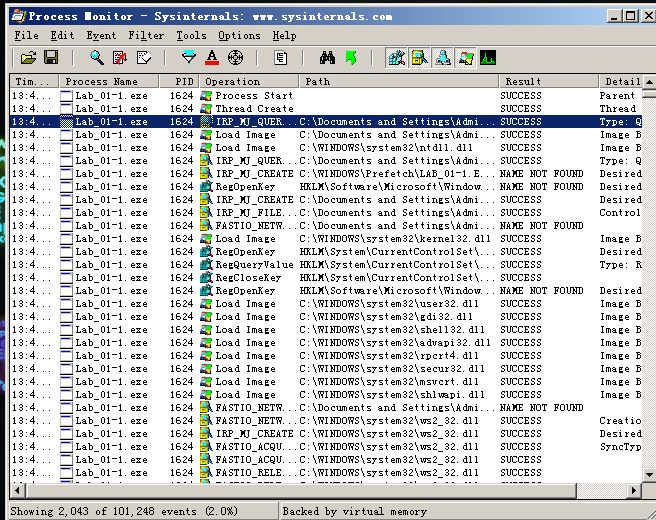 Process Monitor - Sysinternals: www.sysinternals.com
File Edit Event Filter Tools Options Help
Tim... Process Name PID Operation Path Result Detail
13:4... Lab_01-1.exe 1624 Process Start SUCCESS Parent
13:4... Lab_01-1.exe 1624 Thread Create SUCCESS Thread
13:4... Lab_01-1.exe 1624 IRP_MJ_QUER... C:\Documents and Settings\Admi... SUCCESS Type: Q
13:4... Lab_01-1.exe 1624 Load Image C:\Documents and Settings\Admi... SUCCESS Image B
13:4... Lab_01-1.exe 1624 Load Image C:\WINDOWS\system32\ntdll.dll SUCCESS Image B
13:4... Lab_01-1.exe 1624 IRP_MJ_QUER... C:\Documents and Settings\Admi... SUCCESS Type: Q
13:4... Lab_01-1.exe 1624 IRP_MJ_CREATE C:\WINDOWS\Prefetch\LAB_01-1.E... NAME NOT FOUND Desired
13:4... Lab_01-1.exe 1624 RegOpenKey HKLM\Software\Microsoft\Window... NAME NOT FOUND Desired
13:4... Lab_01-1.exe 1624 IRP_MJ_CREATE C:\Documents and Settings\Admi... SUCCESS Desired
13:4... Lab_01-1.exe 1624 IRP_MJ_FILE... C:\Documents and Settings\Admi... SUCCESS Control
13:4... Lab_01-1.exe 1624 FASTIO_NETW... C:\Documents and Settings\Admi... NAME NOT FOUND
13:4... Lab_01-1.exe 1624 Load Image C:\WINDOWS\system32\kernel32.dll SUCCESS Image B
13:4... Lab_01-1.exe 1624 RegOpenKey HKLM\System\CurrentControlSet\... SUCCESS Desired
13:4... Lab_01-1.exe 1624 RegQueryValue HKLM\System\CurrentControlSet\... SUCCESS Type: R
13:4... Lab_01-1.exe 1624 RegCloseKey HKLM\System\CurrentControlSet\... SUCCESS
13:4... Lab_01-1.exe 1624 RegOpenKey HKLM\Software\Microsoft\Window... NAME NOT FOUND Desired
13:4... Lab_01-1.exe 1624 Load Image C:\WINDOWS\system32\user32.dll SUCCESS Image B
13:4... Lab_01-1.exe 1624 Load Image C:\WINDOWS\system32\gdi32.dll SUCCESS Image B
13:4... Lab_01-1.exe 1624 Load Image C:\WINDOWS\system32\shell32.dll SUCCESS Image B
13:4... Lab_01-1.exe 1624 Load Image C:\WINDOWS\system32\advapi32.dll SUCCESS Image B
13:4... Lab_01-1.exe 1624 Load Image C:\WINDOWS\system32\rpcrt4.dll SUCCESS Image B
13:4... Lab_01-1.exe 1624 Load Image C:\WINDOWS\system32\secur32.dll SUCCESS Image B
13:4... Lab_01-1.exe 1624 Load Image C:\WINDOWS\system32\msvcrt.dll SUCCESS Image B
13:4... Lab_01-1.exe 1624 Load Image C:\WINDOWS\system32\shlwapi.dll SUCCESS Image B
13:4... Lab_01-1.exe 1624 FASTIO_NETW... C:\Documents and Settings\Admi... NAME NOT FOUND
13:4... Lab_01-1.exe 1624 FASTIO_NETW... C:\WINDOWS\system32\ws2_32.dll SUCCESS Creatio
13:4... Lab_01-1.exe 1624 IRP_MJ_CREATE C:\WINDOWS\system32\ws2_32.dll SUCCESS Desired
13:4... Lab_01-1.exe 1624 FASTIO_ACQU... C:\WINDOWS\system32\ws2_32.dll SUCCESS SyncTyp
13:4... Lab_01-1.exe 1624 FASTIO_ACQU... C:\WINDOWS\system32\ws2_32.dll SUCCESS
13:4... Lab_01-1.exe 1624 FASTIO_RELE... C:\WINDOWS\system32\ws2_32.dll SUCCESS
13:4... Lab_01-1.exe 1624 FASTIO_RELE... C:\WINDOWS\system32\ws2_32.dll SUCCESS
Showing 2,043 of 101,248 events (2.0%) Backed by virtual memory